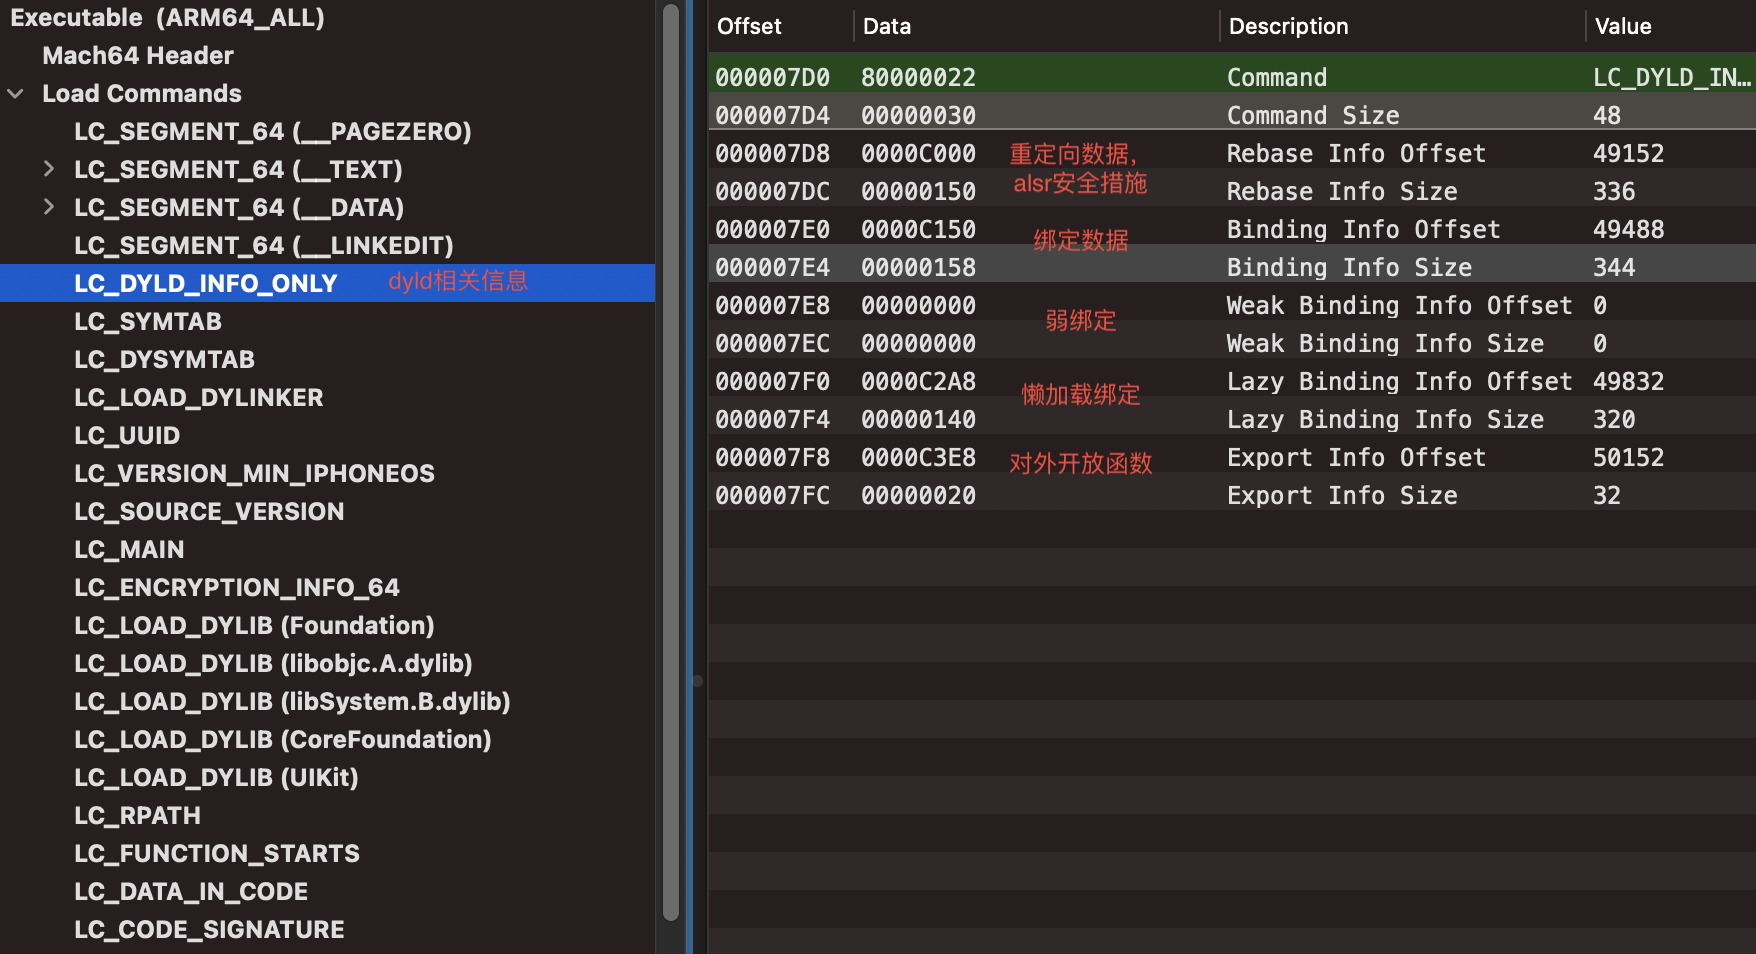 Executable (ARM64_ALL)
Mach64 Header
Load Commands
LC_SEGMENT_64 (__PAGEZERO)
LC_SEGMENT_64 (__TEXT)
LC_SEGMENT_64 (__DATA)
LC_SEGMENT_64 (__LINKEDIT)
LC_DYLD_INFO_ONLY dyld相关信息
LC_SYMTAB
LC_DYSYMTAB
LC_LOAD_DYLINKER
LC_UUID
LC_VERSION_MIN_IPHONEOS
LC_SOURCE_VERSION
LC_MAIN
LC_ENCRYPTION_INFO_64
LC_LOAD_DYLIB (Foundation)
LC_LOAD_DYLIB (libobjc.A.dylib)
LC_LOAD_DYLIB (libSystem.B.dylib)
LC_LOAD_DYLIB (CoreFoundation)
LC_LOAD_DYLIB (UIKit)
LC_RPATH
LC_FUNCTION_STARTS
LC_DATA_IN_CODE
LC_CODE_SIGNATURE
Offset Data Description Value
000007D0 80000022 Command LC_DYLD_IN…
000007D4 00000030 Command Size 48
000007D8 0000C000 重定向数据, Rebase Info Offset 49152
000007DC 00000150 alsr安全措施 Rebase Info Size 336
000007E0 0000C150 绑定数据 Binding Info Offset 49488
000007E4 00000158 Binding Info Size 344
000007E8 00000000 弱绑定 Weak Binding Info Offset 0
000007EC 00000000 Weak Binding Info Size 0
000007F0 0000C2A8 懒加载绑定 Lazy Binding Info Offset 49832
000007F4 00000140 Lazy Binding Info Size 320
000007F8 0000C3E8 对外开放函数 Export Info Offset 50152
000007FC 00000020 Export Info Size 32